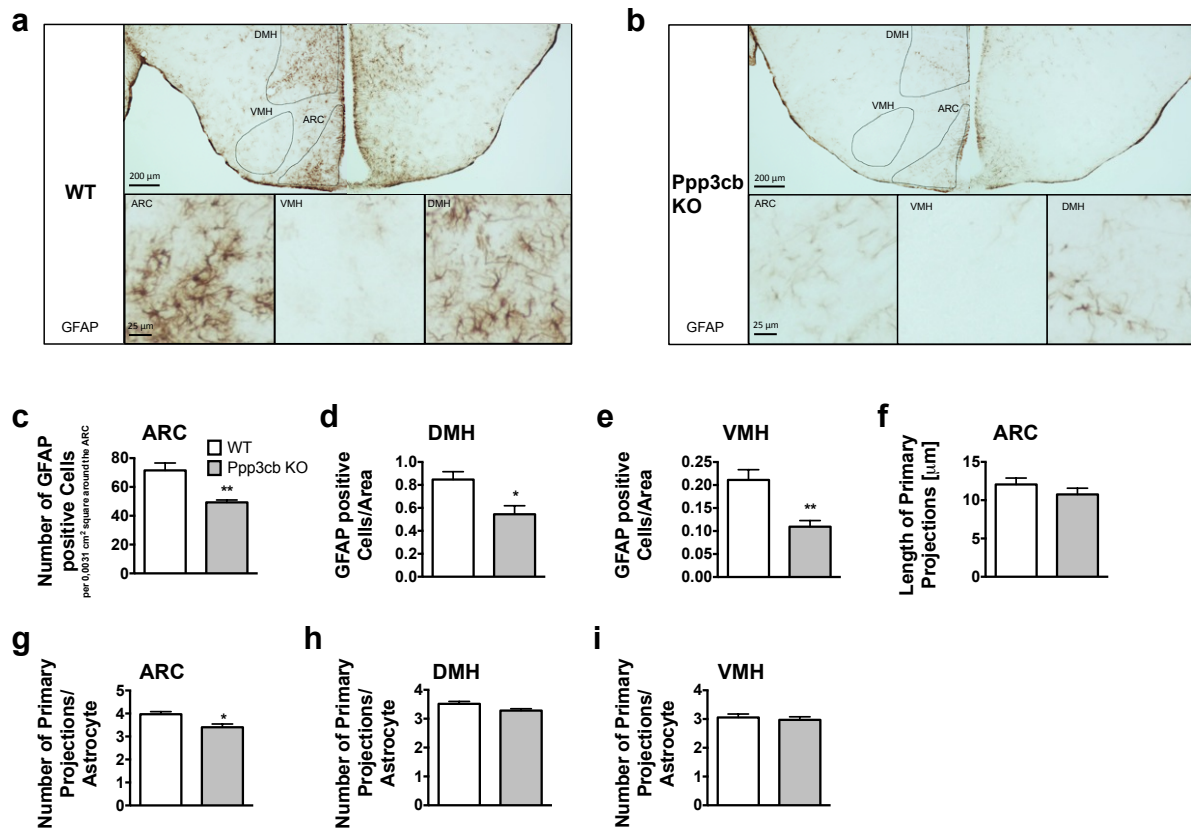 a
WT
DMH
VMH
ARC
200 µm
ARC
VMH
DMH
GFAP
25 µm
b
Ppp3cb
KO
DMH
VMH
ARC
200 µm
ARC
VMH
DMH
GFAP
25 µm
c
ARC
Number of GFAP
positive Cells
per 0,0031 cm² square around the ARC
80
60
40
20
0
WT
Ppp3cb KO
**
d
DMH
GFAP positive
Cells/Area
1.0
0.8
0.6
0.4
0.2
0.0
*
e
VMH
GFAP positive
Cells/Area
0.25
0.20
0.15
0.10
0.05
0.00
**
f
ARC
Length of Primary
Projections [µm]
15
10
5
0
g
ARC
Number of Primary
Projections/
Astrocyte
5
4
3
2
1
0
*
h
DMH
Number of Primary
Projections/
Astrocyte
4
3
2
1
0
i
VMH
Number of Primary
Projections/
Astrocyte
4
3
2
1
0